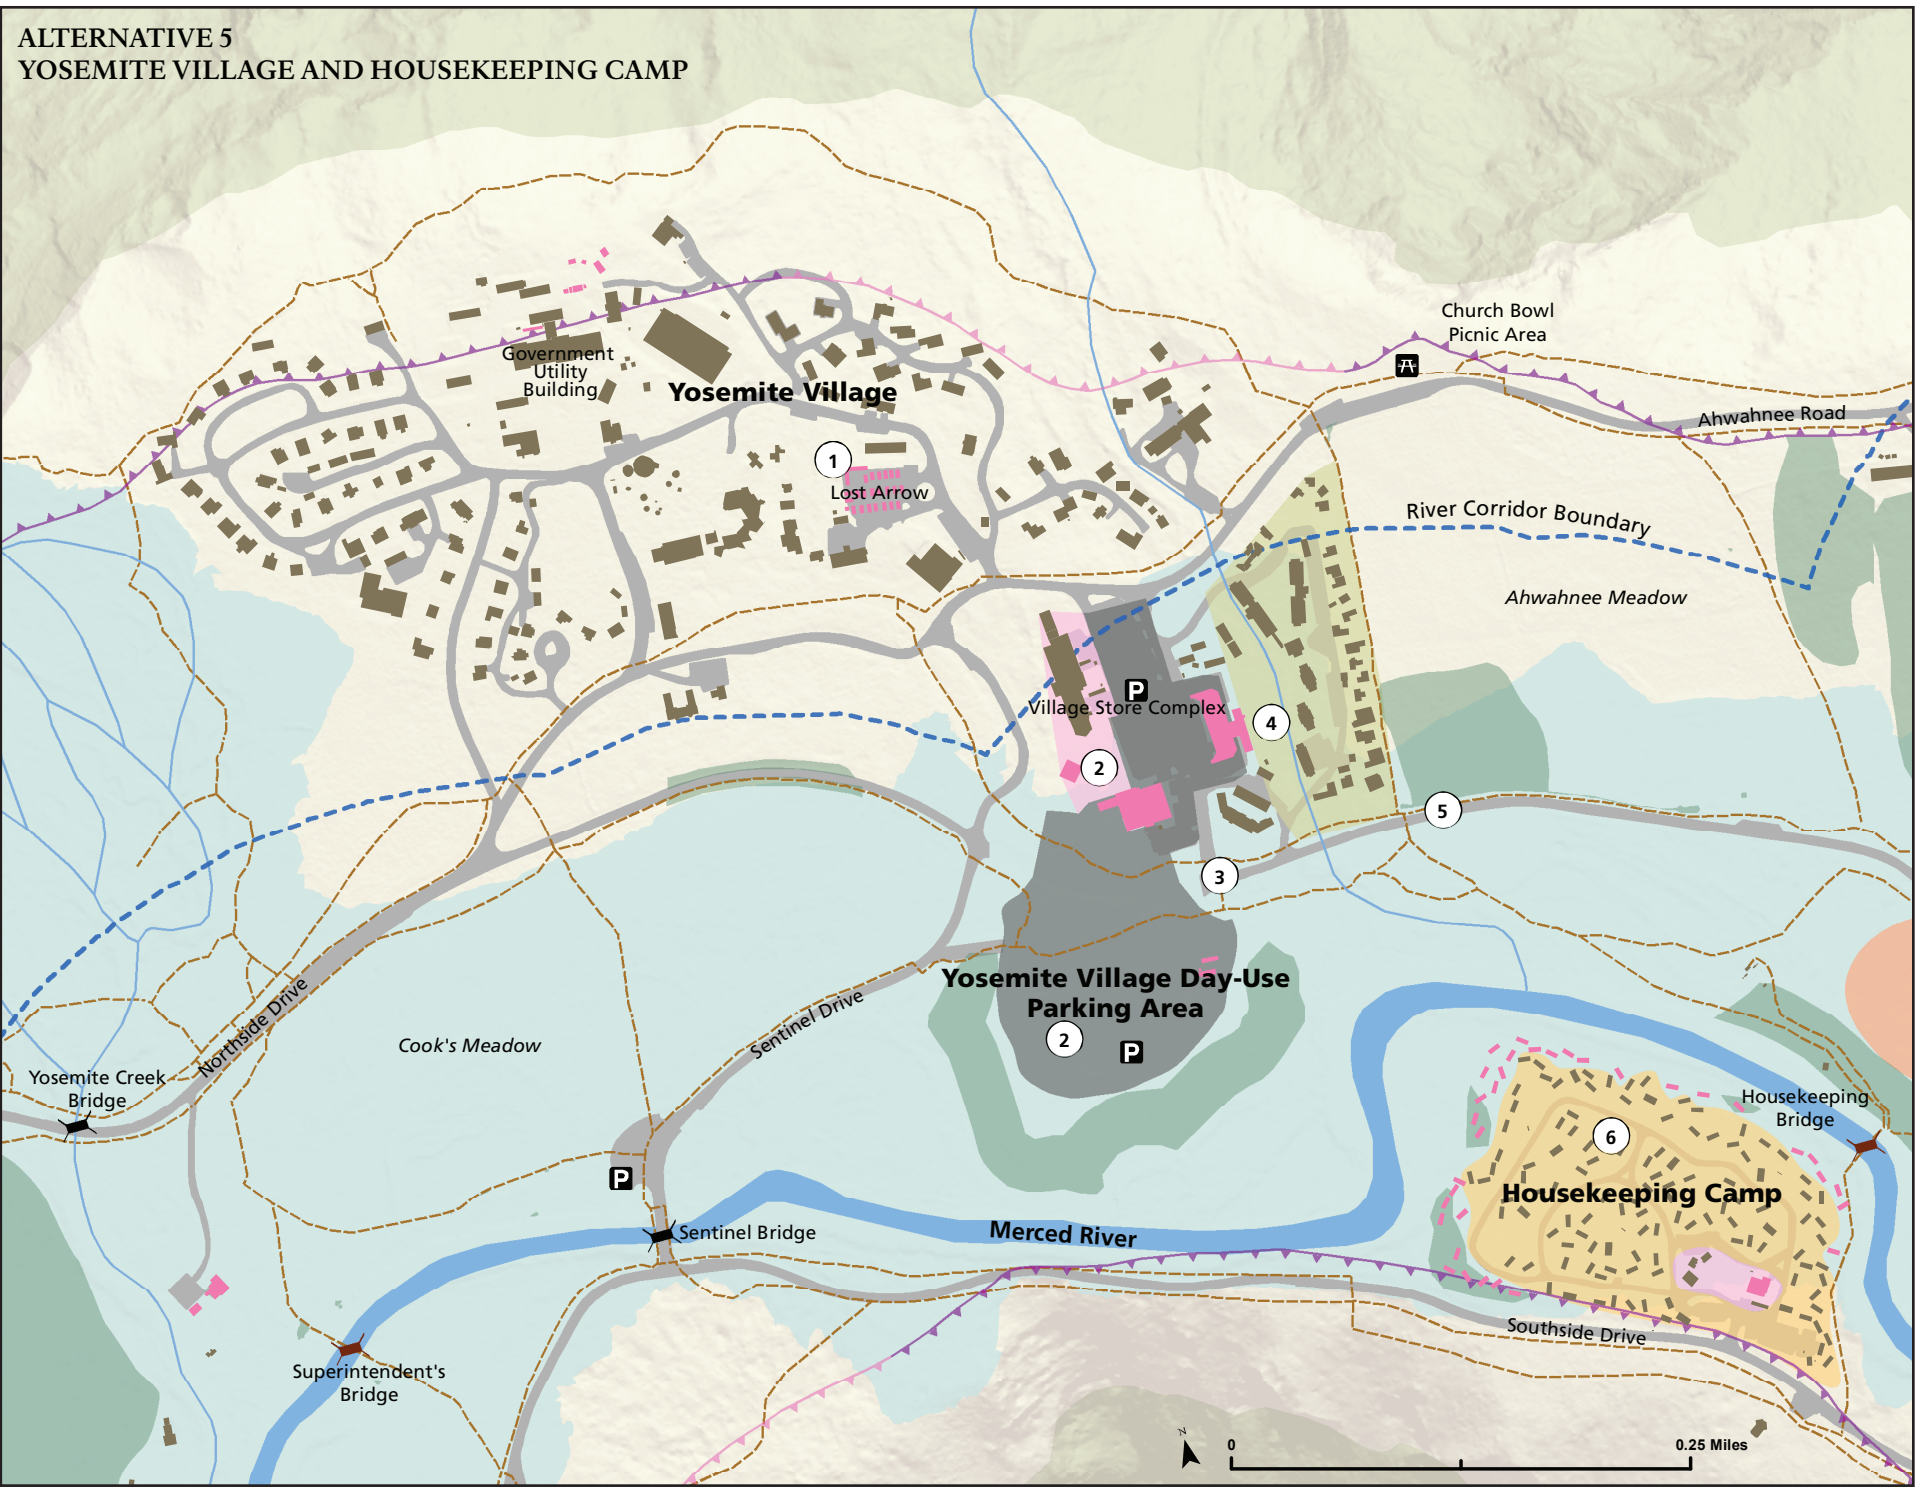 ALTERNATIVE 5
YOSEMITE VILLAGE AND HOUSEKEEPING CAMP
Church Bowl
Picnic Area
Government
Utility
Building
Yosemite Village
Ahwahnee Road
1
Lost Arrow
River Corridor Boundary
Ahwahnee Meadow
P
Village Store Complex
4
2
5
3
Yosemite Village Day-Use
Parking Area
2
P
Northside Drive
Sentinel Drive
Cook's Meadow
Yosemite Creek
Bridge
Housekeeping
Bridge
6
P
Housekeeping Camp
Sentinel Bridge
Merced River
Southside Drive
Superintendent's
Bridge
N
0
0.25 Miles